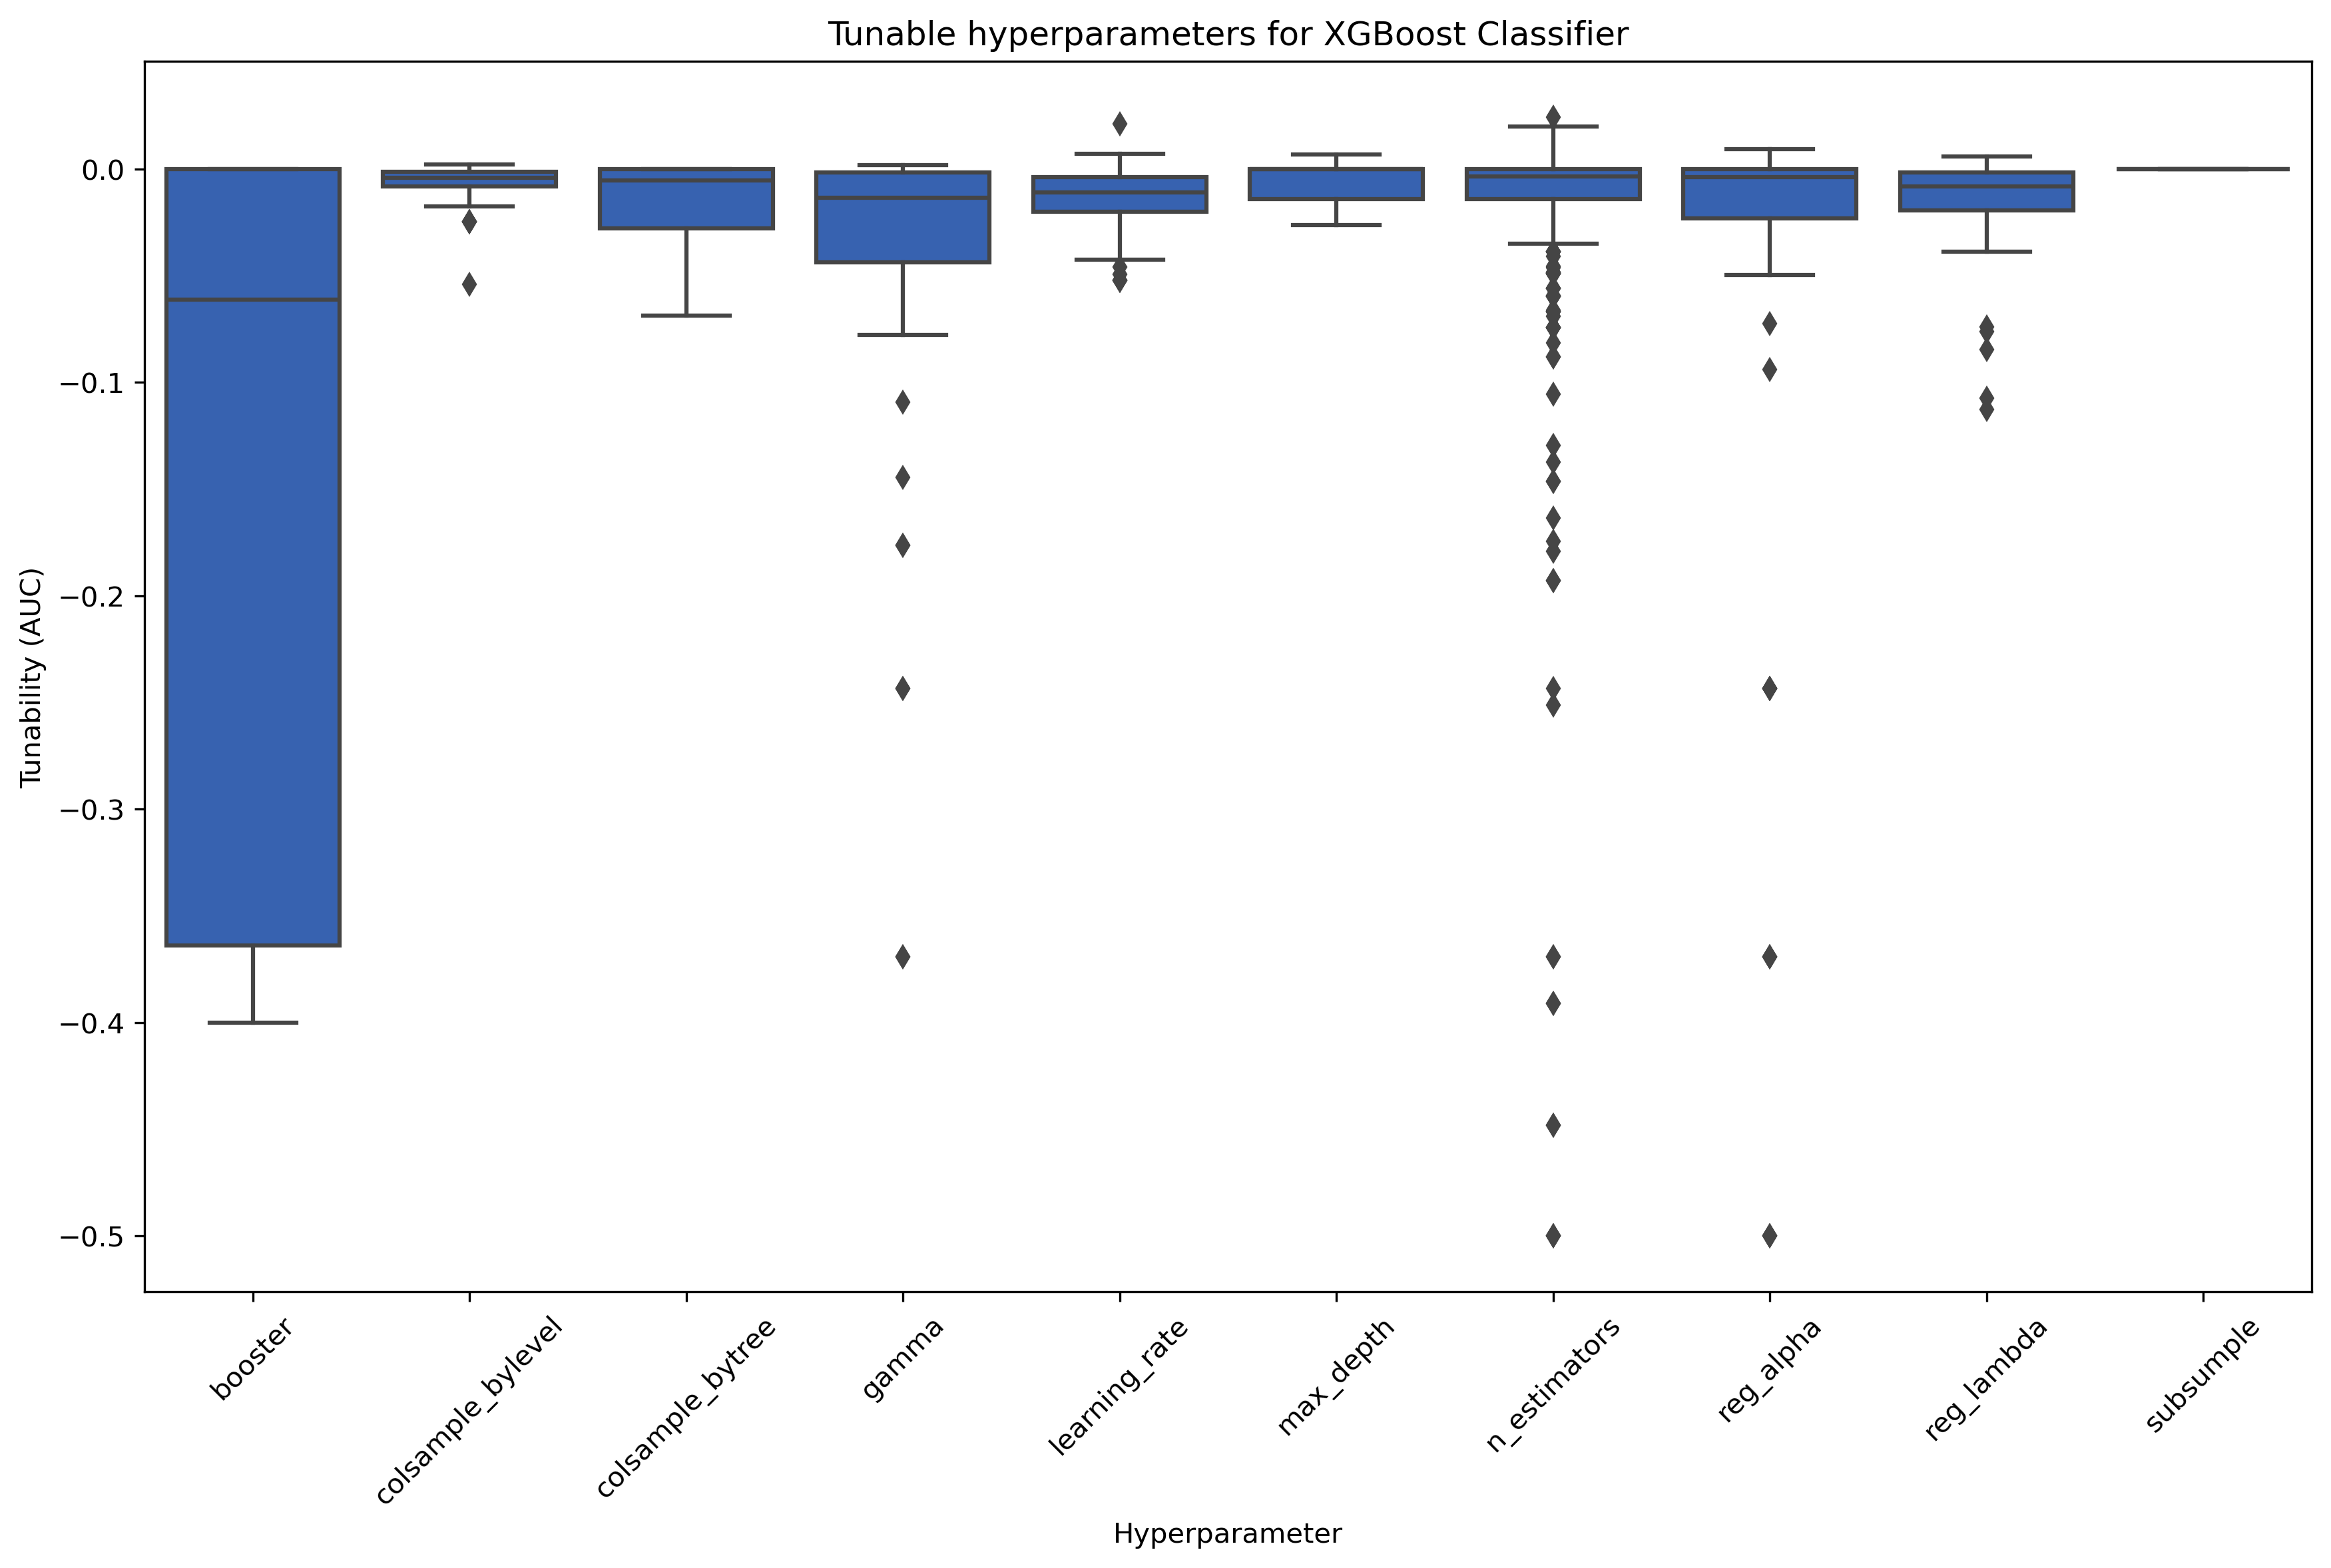 Tunable hyperparameters for XGBoost Classifier
Tunability (AUC)
0.0
−0.1
−0.2
−0.3
−0.4
−0.5
booster
colsample_bylevel
colsample_bytree
gamma
learning_rate
max_depth
n_estimators
reg_alpha
reg_lambda
subsumple
Hyperparameter